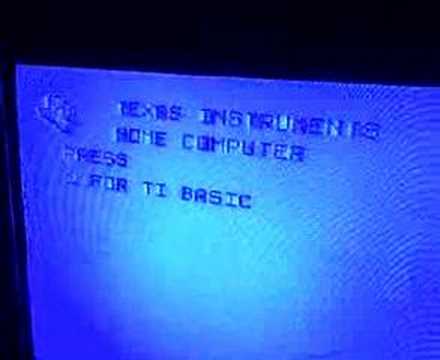 TEXAS INSTRUMENTS
HOME COMPUTER
PRESS
FOR TI BASIC